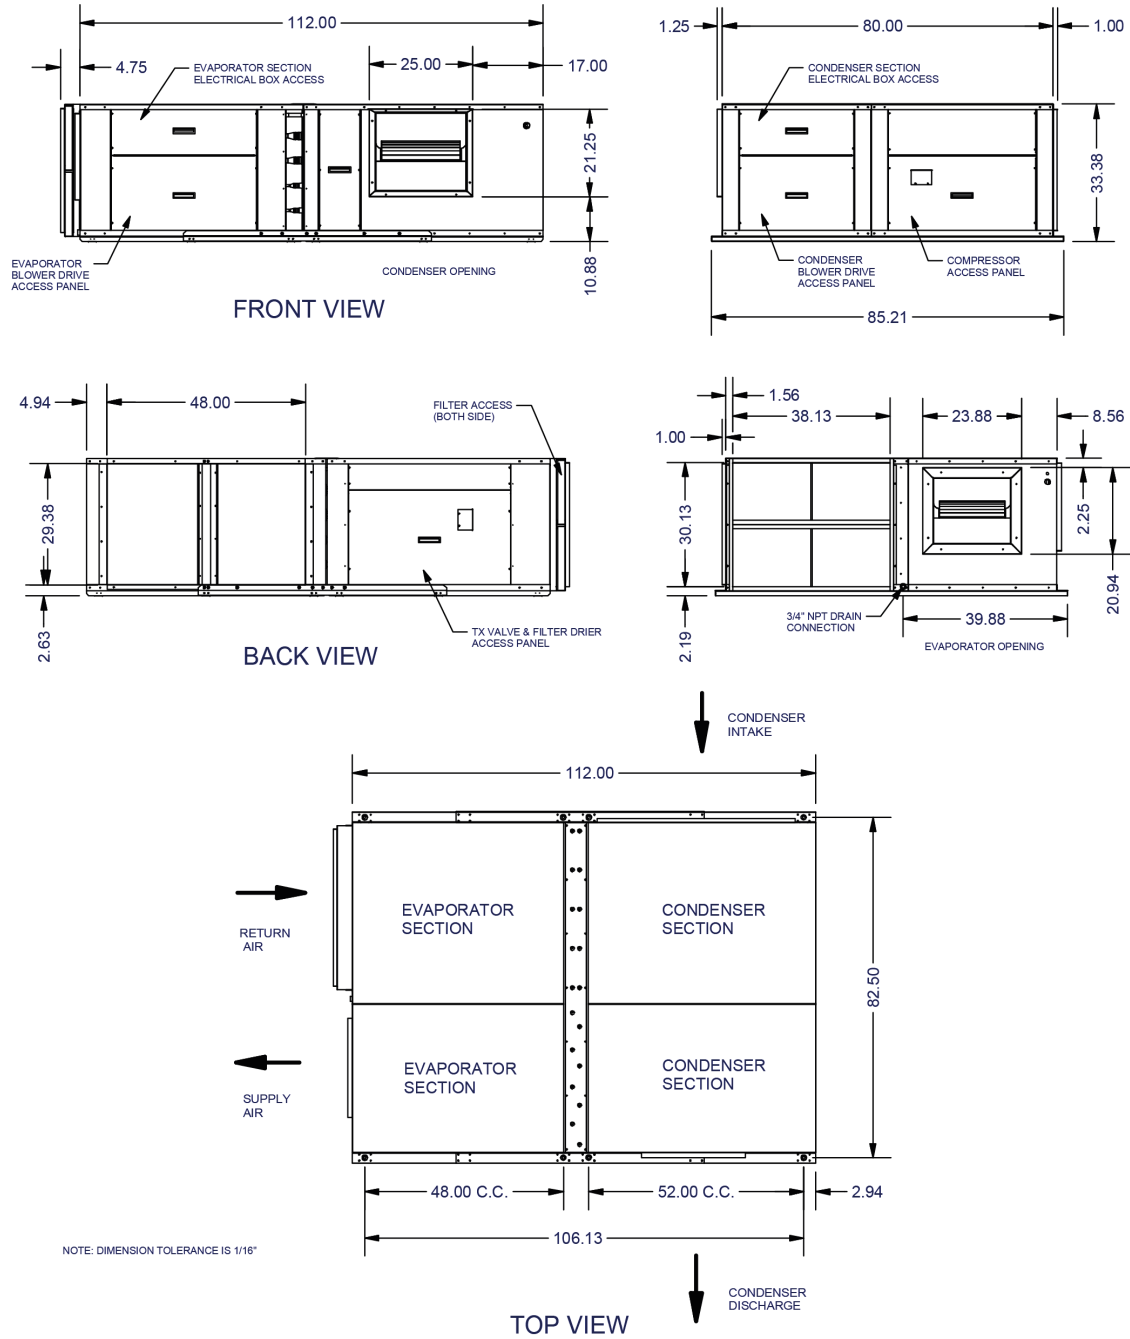 112.00
4.75
EVAPORATOR SECTION
ELECTRICAL BOX ACCESS
25.00
17.00
21.25
10.88
EVAPORATOR
BLOWER DRIVE
ACCESS PANEL
CONDENSER OPENING
FRONT VIEW
1.25
80.00
1.00
CONDENSER SECTION
ELECTRICAL BOX ACCESS
33.38
CONDENSER
BLOWER DRIVE
ACCESS PANEL
COMPRESSOR
ACCESS PANEL
85.21
4.94
48.00
FILTER ACCESS
(BOTH SIDE)
29.38
2.63
TX VALVE & FILTER DRIER
ACCESS PANEL
BACK VIEW
1.56
38.13
23.88
8.56
1.00
30.13
2.25
20.94
2.19
3/4" NPT DRAIN
CONNECTION
39.88
EVAPORATOR OPENING
CONDENSER
INTAKE
112.00
EVAPORATOR
SECTION
CONDENSER
SECTION
RETURN
AIR
82.50
EVAPORATOR
SECTION
CONDENSER
SECTION
SUPPLY
AIR
48.00 C.C.
52.00 C.C.
2.94
106.13
NOTE: DIMENSION TOLERANCE IS 1/16"
CONDENSER
DISCHARGE
TOP VIEW